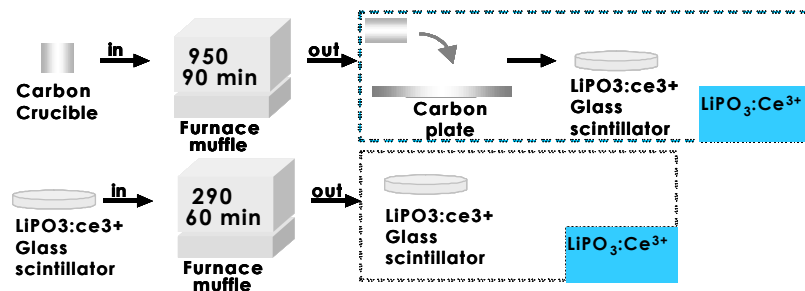 in
out
950
90 min
Carbon
Crucible
Furnace
muffle
Carbon
plate
LiPO3:ce3+
Glass
scintillator
LiPO₃:Ce³⁺
in
out
290
60 min
LiPO3:ce3+
Glass
scintillator
Furnace
muffle
LiPO3:ce3+
Glass
scintillator
LiPO₃:Ce³⁺